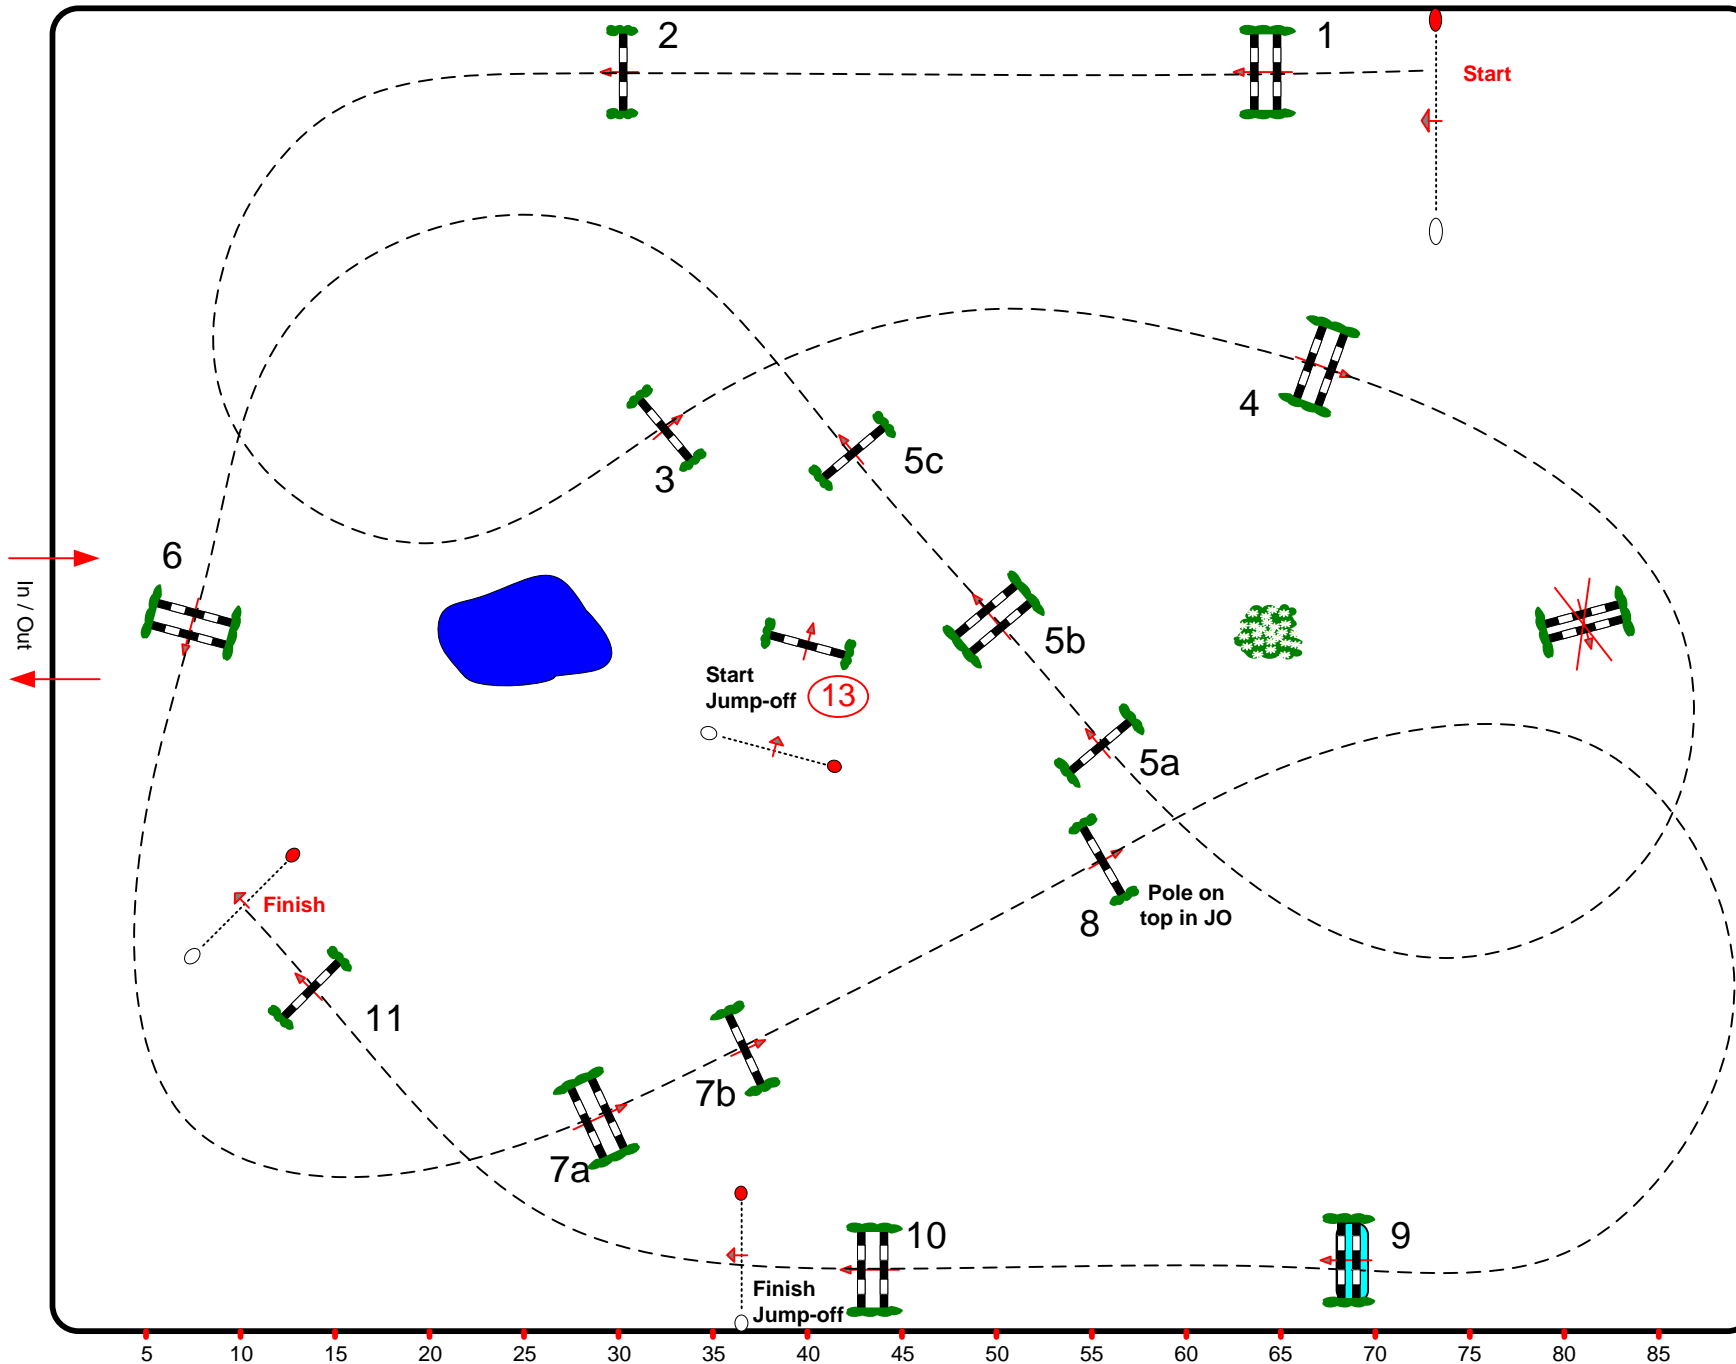 2
1
Start
4
3
5c
6
In / Out
5b
Start
Jump-off
13
5a
Finish
Pole on
top in JO
8
11
7b
7a
10
9
Finish
Jump-off
5 10 15 20 25 30 35 40 45 50 55 60 65 70 75 80 85